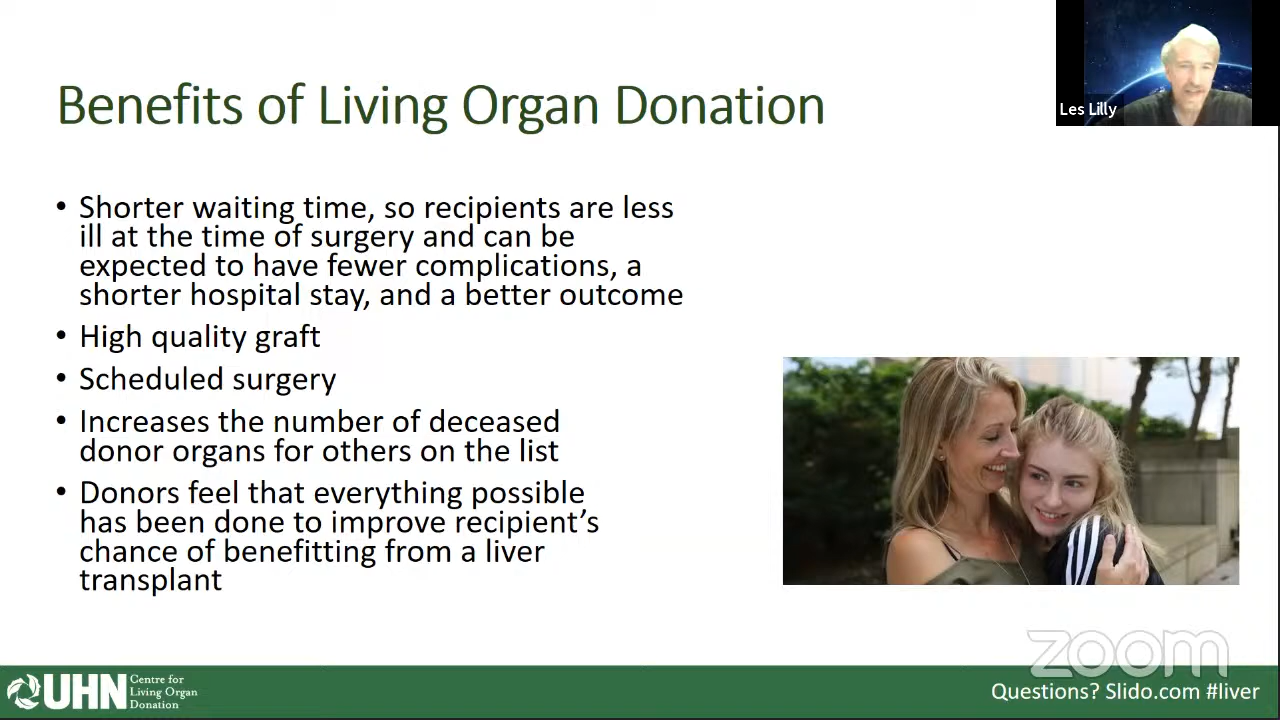 Benefits of Living Organ Donation
Les Lilly
• Shorter waiting time, so recipients are less
ill at the time of surgery and can be
expected to have fewer complications, a
shorter hospital stay, and a better outcome
• High quality graft
• Scheduled surgery
• Increases the number of deceased
donor organs for others on the list
• Donors feel that everything possible
has been done to improve recipient's
chance of benefitting from a liver
transplant
zoom
UHN
Centre for
Living Organ
Donation
Questions? Slido.com #liver